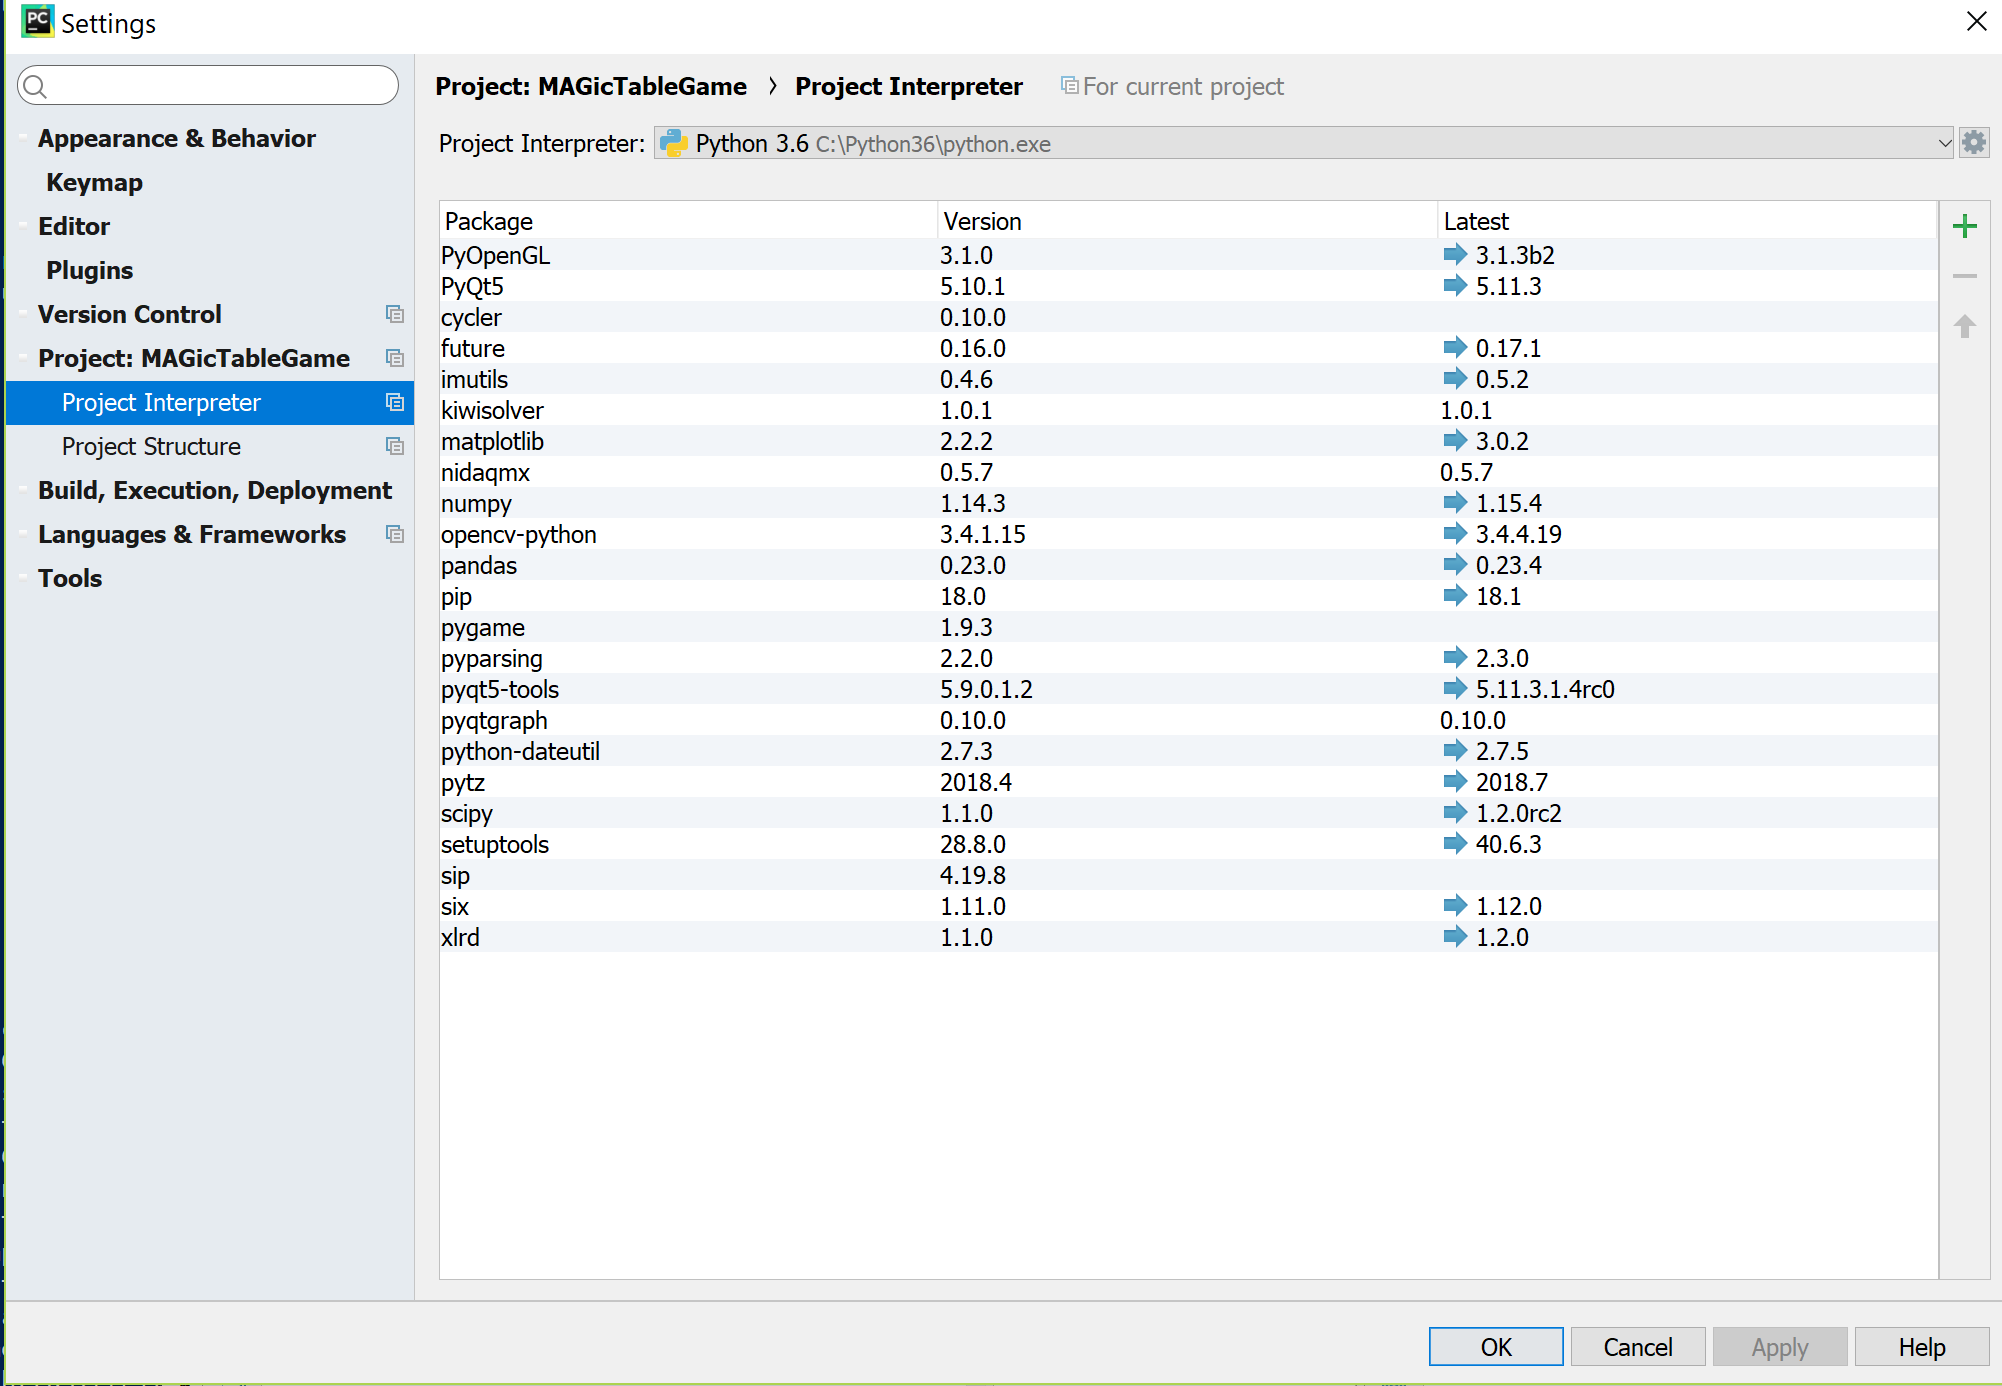 PC Settings
Appearance & Behavior
Keymap
Editor
Plugins
Version Control
Project: MAGicTableGame
Project Interpreter
Project Structure
Build, Execution, Deployment
Languages & Frameworks
Tools
Project: MAGicTableGame › Project Interpreter For current project
Project Interpreter: Python 3.6 C:\Python36\python.exe
Package Version Latest
PyOpenGL 3.1.0 3.1.3b2
PyQt5 5.10.1 5.11.3
cycler 0.10.0
future 0.16.0 0.17.1
imutils 0.4.6 0.5.2
kiwisolver 1.0.1 1.0.1
matplotlib 2.2.2 3.0.2
nidaqmx 0.5.7 0.5.7
numpy 1.14.3 1.15.4
opencv-python 3.4.1.15 3.4.4.19
pandas 0.23.0 0.23.4
pip 18.0 18.1
pygame 1.9.3
pyparsing 2.2.0 2.3.0
pyqt5-tools 5.9.0.1.2 5.11.3.1.4rc0
pyqtgraph 0.10.0 0.10.0
python-dateutil 2.7.3 2.7.5
pytz 2018.4 2018.7
scipy 1.1.0 1.2.0rc2
setuptools 28.8.0 40.6.3
sip 4.19.8
six 1.11.0 1.12.0
xlrd 1.1.0 1.2.0
OK Cancel Apply Help